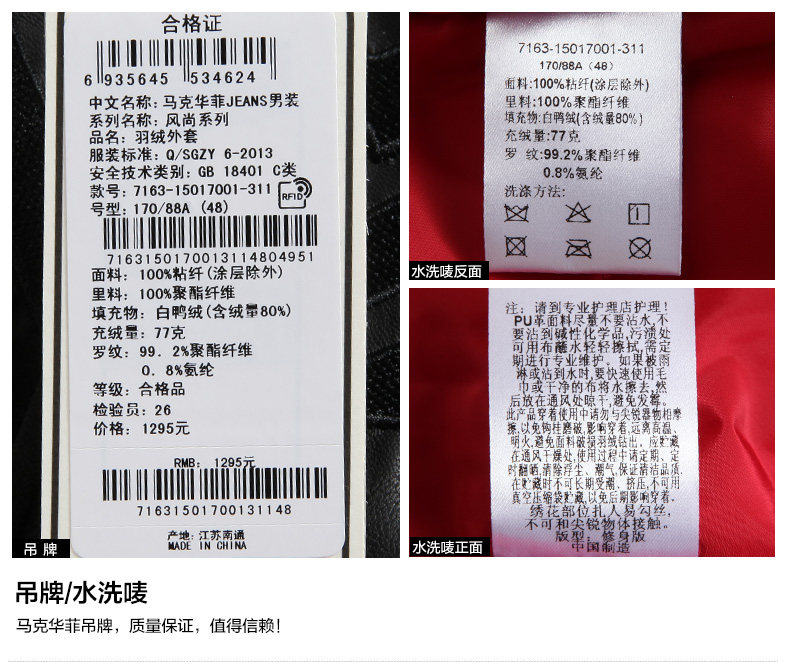 合格证
6 935645 534624
中文名称: 马克华菲JEANS男装
系列名称: 风尚系列
品名: 羽绒外套
服装标准: Q/SGZY 6-2013
安全技术类别: GB 18401 C类
款号: 7163-15017001-311
RFID
号型: 170/88A (48)
7163150170013114804951
面料: 100%粘纤(涂层除外)
里料: 100%聚酯纤维
填充物: 白鸭绒(含绒量80%)
充绒量: 77克
罗纹: 99.2%聚酯纤维
0.8%氨纶
等级: 合格品
检验员: 26
价格: 1295元
RMB: 1295元
716315017001 31148
产地: 江苏南通
MADE IN CHINA
吊 牌
7163-15017001-311
170/88A (48)
面料:100%粘纤(涂层除外)
里料:100%聚酯纤维
填充物:白鸭绒(含绒量80%)
充绒量:77克
罗 纹:99.2%聚酯纤维
0.8%氨纶
洗涤方法:
水洗唛反面
注: 请到专业护理店护理!
PU革面料尽量不要沾水,不
要沾到碱性化学品,污渍处
可用布蘸水轻轻擦拭,需定
期进行专业维护。如果被雨
淋或沾到水时,要快速使用毛
巾或干净的布将水擦去,然
后放在通风处晾干,避免发霉。
此产品穿着使用中请勿与尖锐器物相摩
擦,以免钩挂磨破,影响穿着,远离高温、
明火,避免面料破损羽绒钻出。应贮藏
在通风干燥处,使用过程中请定期、定
时翻晒,清除浮尘、潮气,保证清洁品质.
在贮藏时不可长期受潮、挤压,不可用
真空压缩袋贮藏,以免后期影响穿着。
绣花部位扎人易勾丝,
不可和尖锐物体接触。
版型: 修身版
中国制造
水洗唛正面
吊牌/水洗唛
马克华菲吊牌，质量保证，值得信赖！